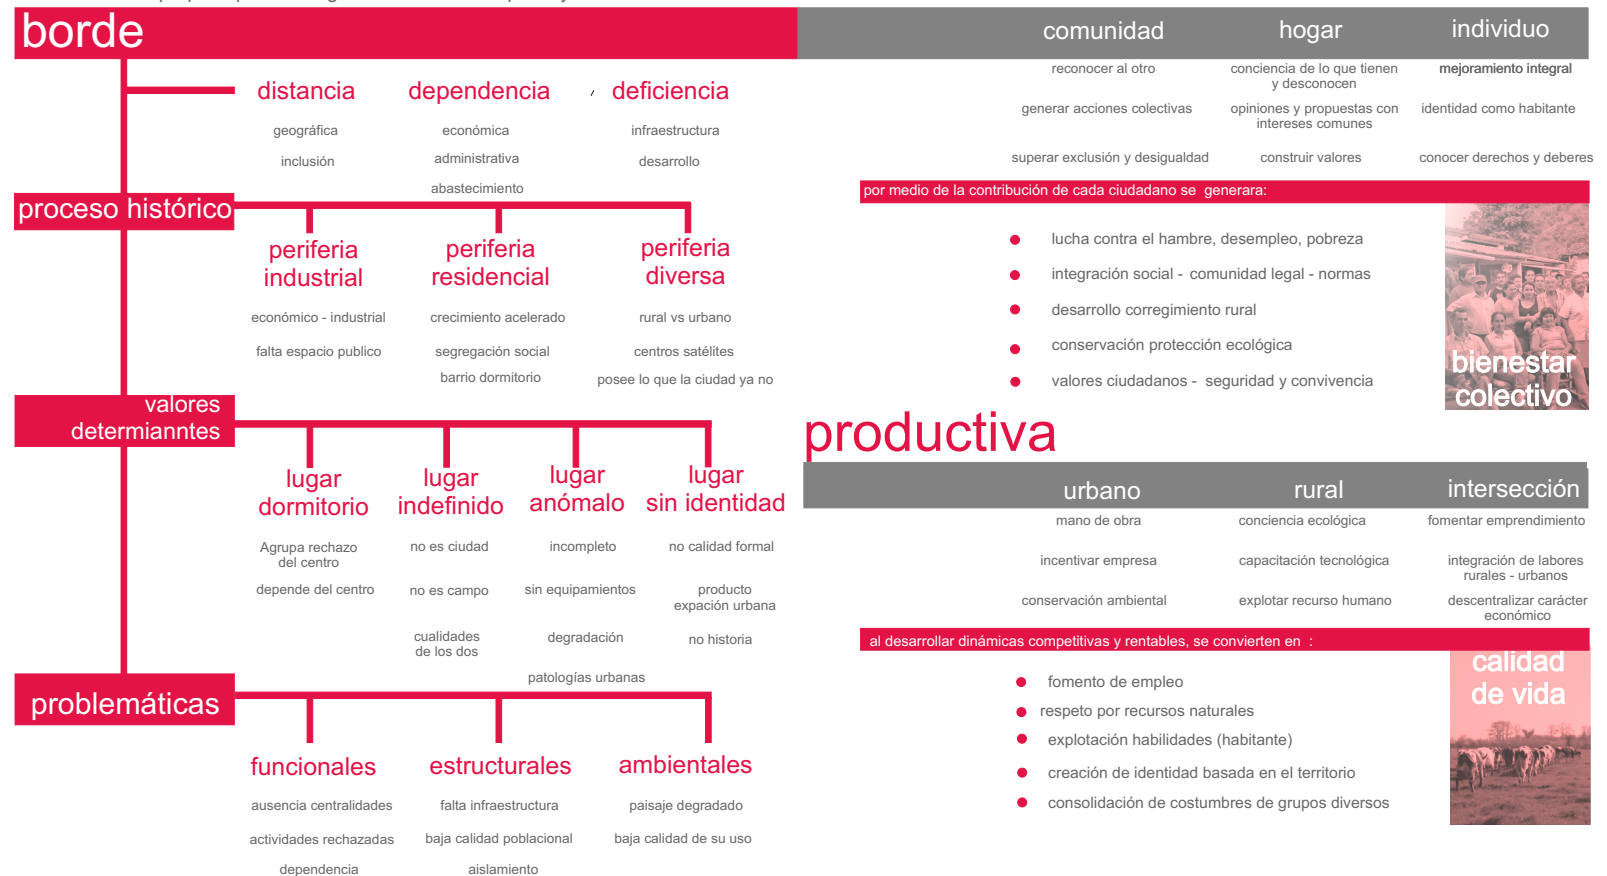 borde
distancia
geográfica
inclusión
dependencia
económica
administrativa
abastecimiento
deficiencia
infraestructura
desarrollo
proceso histórico
periferia
industrial
económico - industrial
falta espacio publico
periferia
residencial
crecimiento acelerado
segregación social
barrio dormitorio
periferia
diversa
rural vs urbano
centros satélites
posee lo que la ciudad ya no
valores
determianntes
lugar
dormitorio
Agrupa rechazo
del centro
depende del centro
lugar
indefinido
no es ciudad
no es campo
cualidades
de los dos
lugar
anómalo
incompleto
sin equipamientos
degradación
patologías urbanas
lugar
sin identidad
no calidad formal
producto
expación urbana
no historia
problemáticas
funcionales
ausencia centralidades
actividades rechazadas
dependencia
estructurales
falta infraestructura
baja calidad poblacional
aislamiento
ambientales
paisaje degradado
baja calidad de su uso
comunidad
reconocer al otro
generar acciones colectivas
superar exclusión y desigualdad
hogar
conciencia de lo que tienen
y desconocen
opiniones y propuestas con
intereses comunes
construir valores
individuo
mejoramiento integral
identidad como habitante
conocer derechos y deberes
por medio de la contribución de cada ciudadano se generara:
lucha contra el hambre, desempleo, pobreza
integración social - comunidad legal - normas
desarrollo corregimiento rural
conservación protección ecológica
valores ciudadanos - seguridad y convivencia
bienestar
colectivo
productiva
urbano
mano de obra
incentivar empresa
conservación ambiental
rural
conciencia ecológica
capacitación tecnológica
explotar recurso humano
intersección
fomentar emprendimiento
integración de labores
rurales - urbanos
descentralizar carácter
económico
al desarrollar dinámicas competitivas y rentables, se convierten en :
fomento de empleo
respeto por recursos naturales
explotación habilidades (habitante)
creación de identidad basada en el territorio
consolidación de costumbres de grupos diversos
calidad
de vida